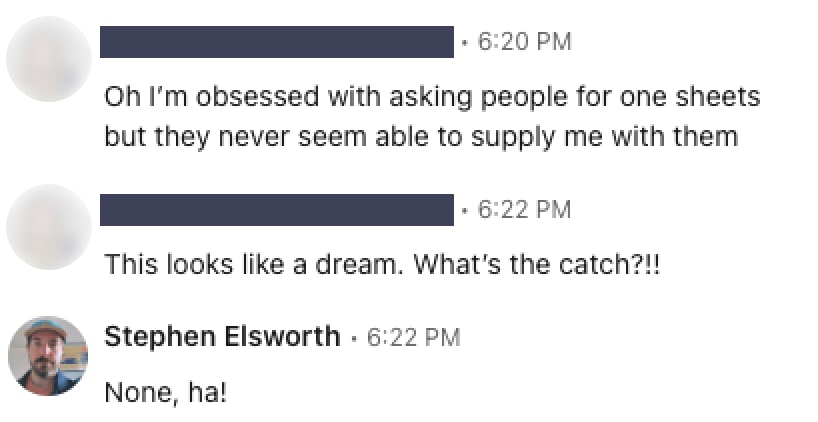 • 6:20 PM
Oh I’m obsessed with asking people for one sheets
but they never seem able to supply me with them
• 6:22 PM
This looks like a dream. What’s the catch?!!
Stephen Elsworth • 6:22 PM
None, ha!